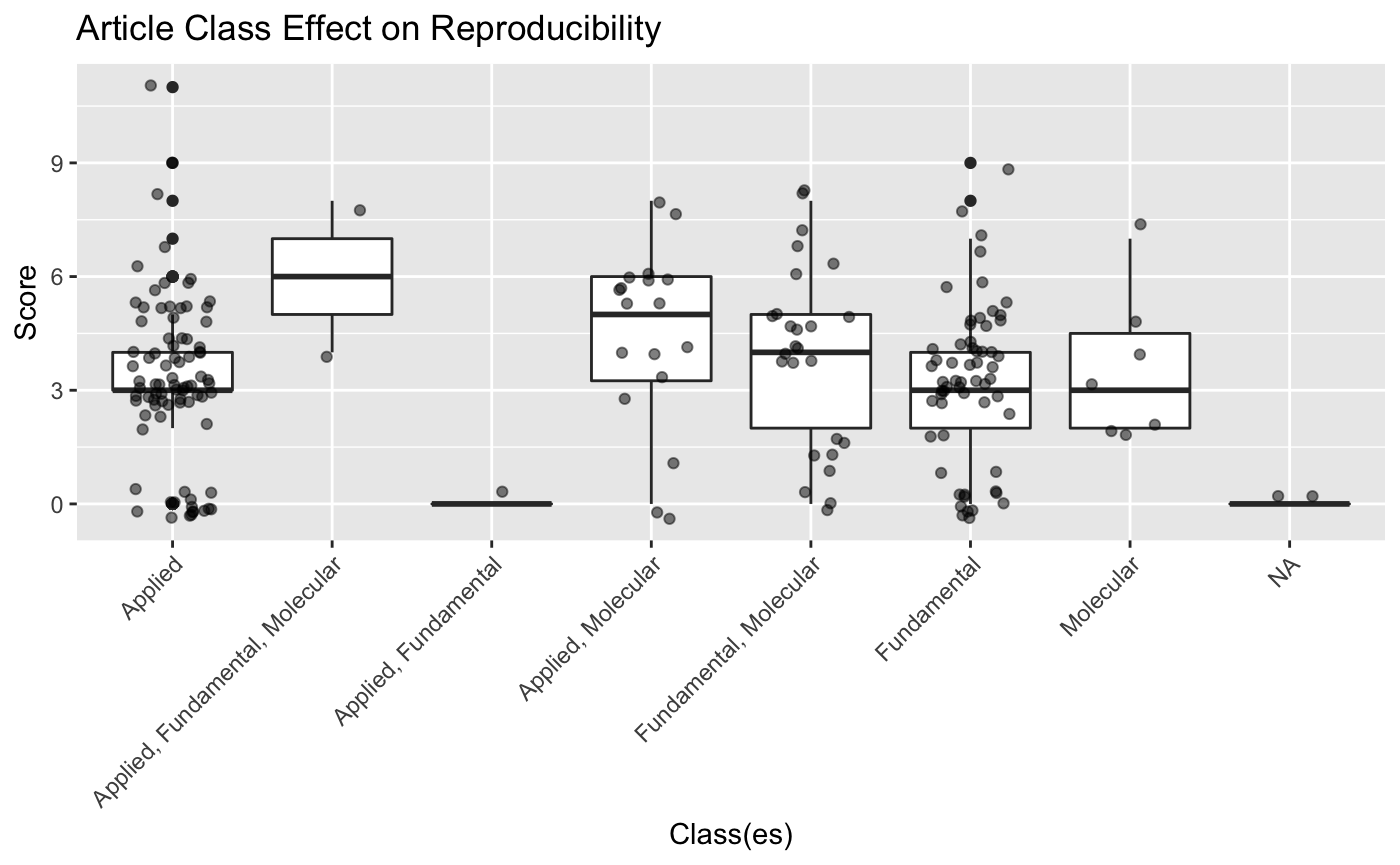 Article Class Effect on Reproducibility
Score
9
6
3
0
Applied
Applied, Fundamental, Molecular
Applied, Fundamental
Applied, Molecular
Fundamental, Molecular
Fundamental
Molecular
NA
Class(es)